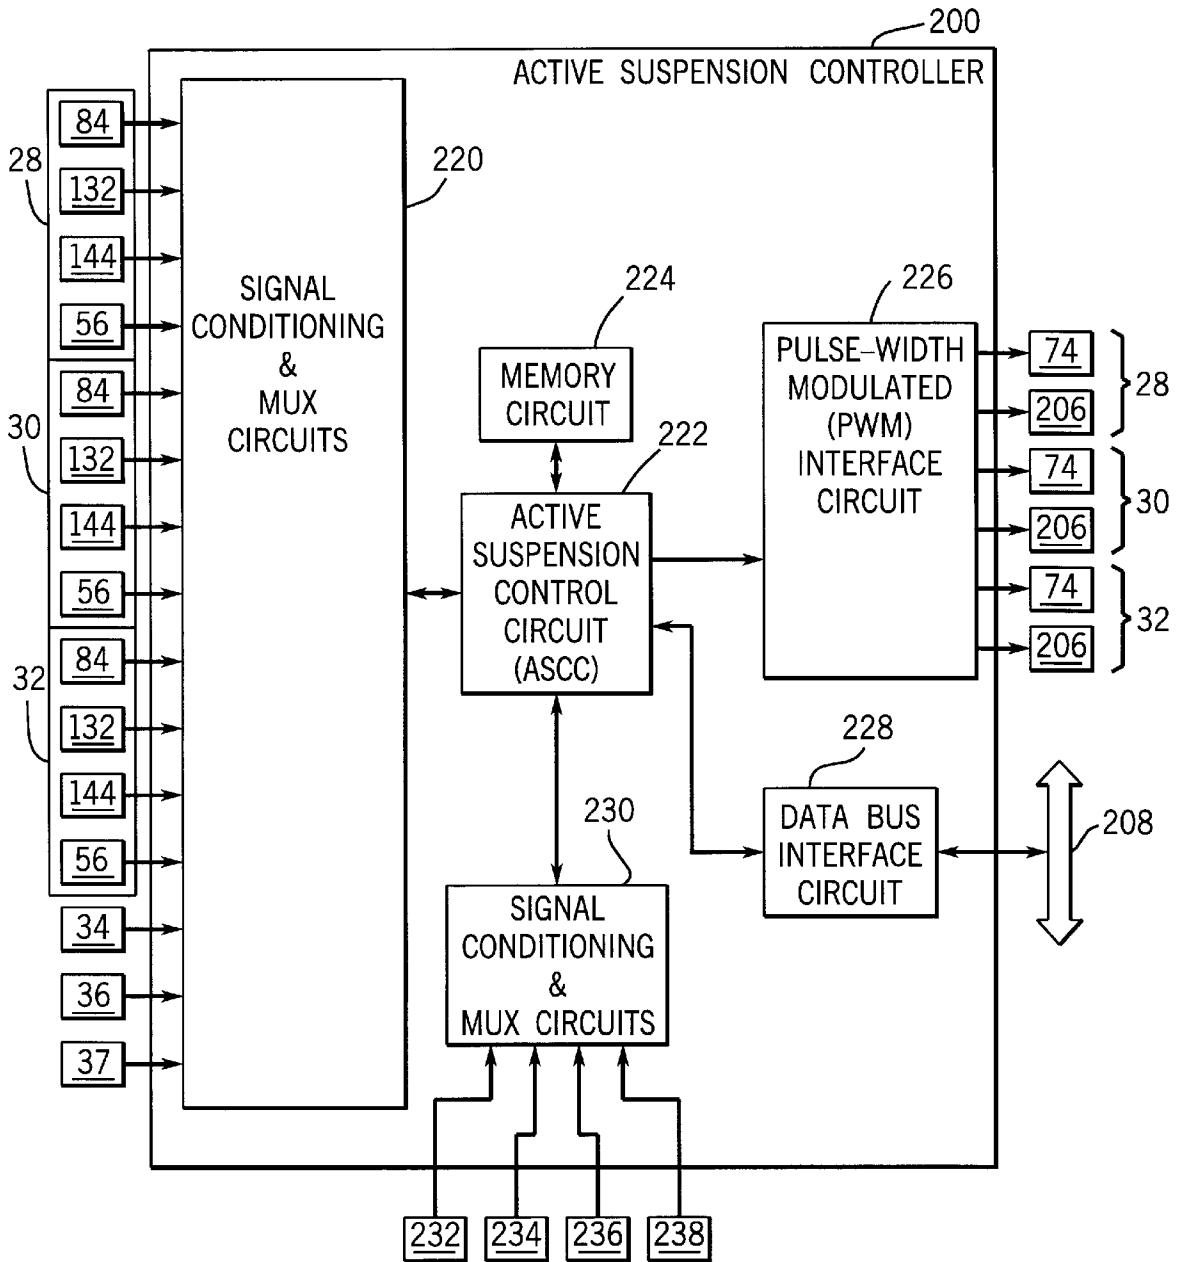 200
ACTIVE SUSPENSION CONTROLLER
28
84
132
144
56
30
84
132
144
56
32
84
132
144
56
34
36
37
220
SIGNAL
CONDITIONING
&
MUX
CIRCUITS
224
MEMORY
CIRCUIT
222
ACTIVE
SUSPENSION
CONTROL
CIRCUIT
(ASCC)
226
PULSE-WIDTH
MODULATED
(PWM)
INTERFACE
CIRCUIT
74
206
28
74
206
30
74
206
32
228
DATA BUS
INTERFACE
CIRCUIT
208
230
SIGNAL
CONDITIONING
&
MUX CIRCUITS
232
234
236
238